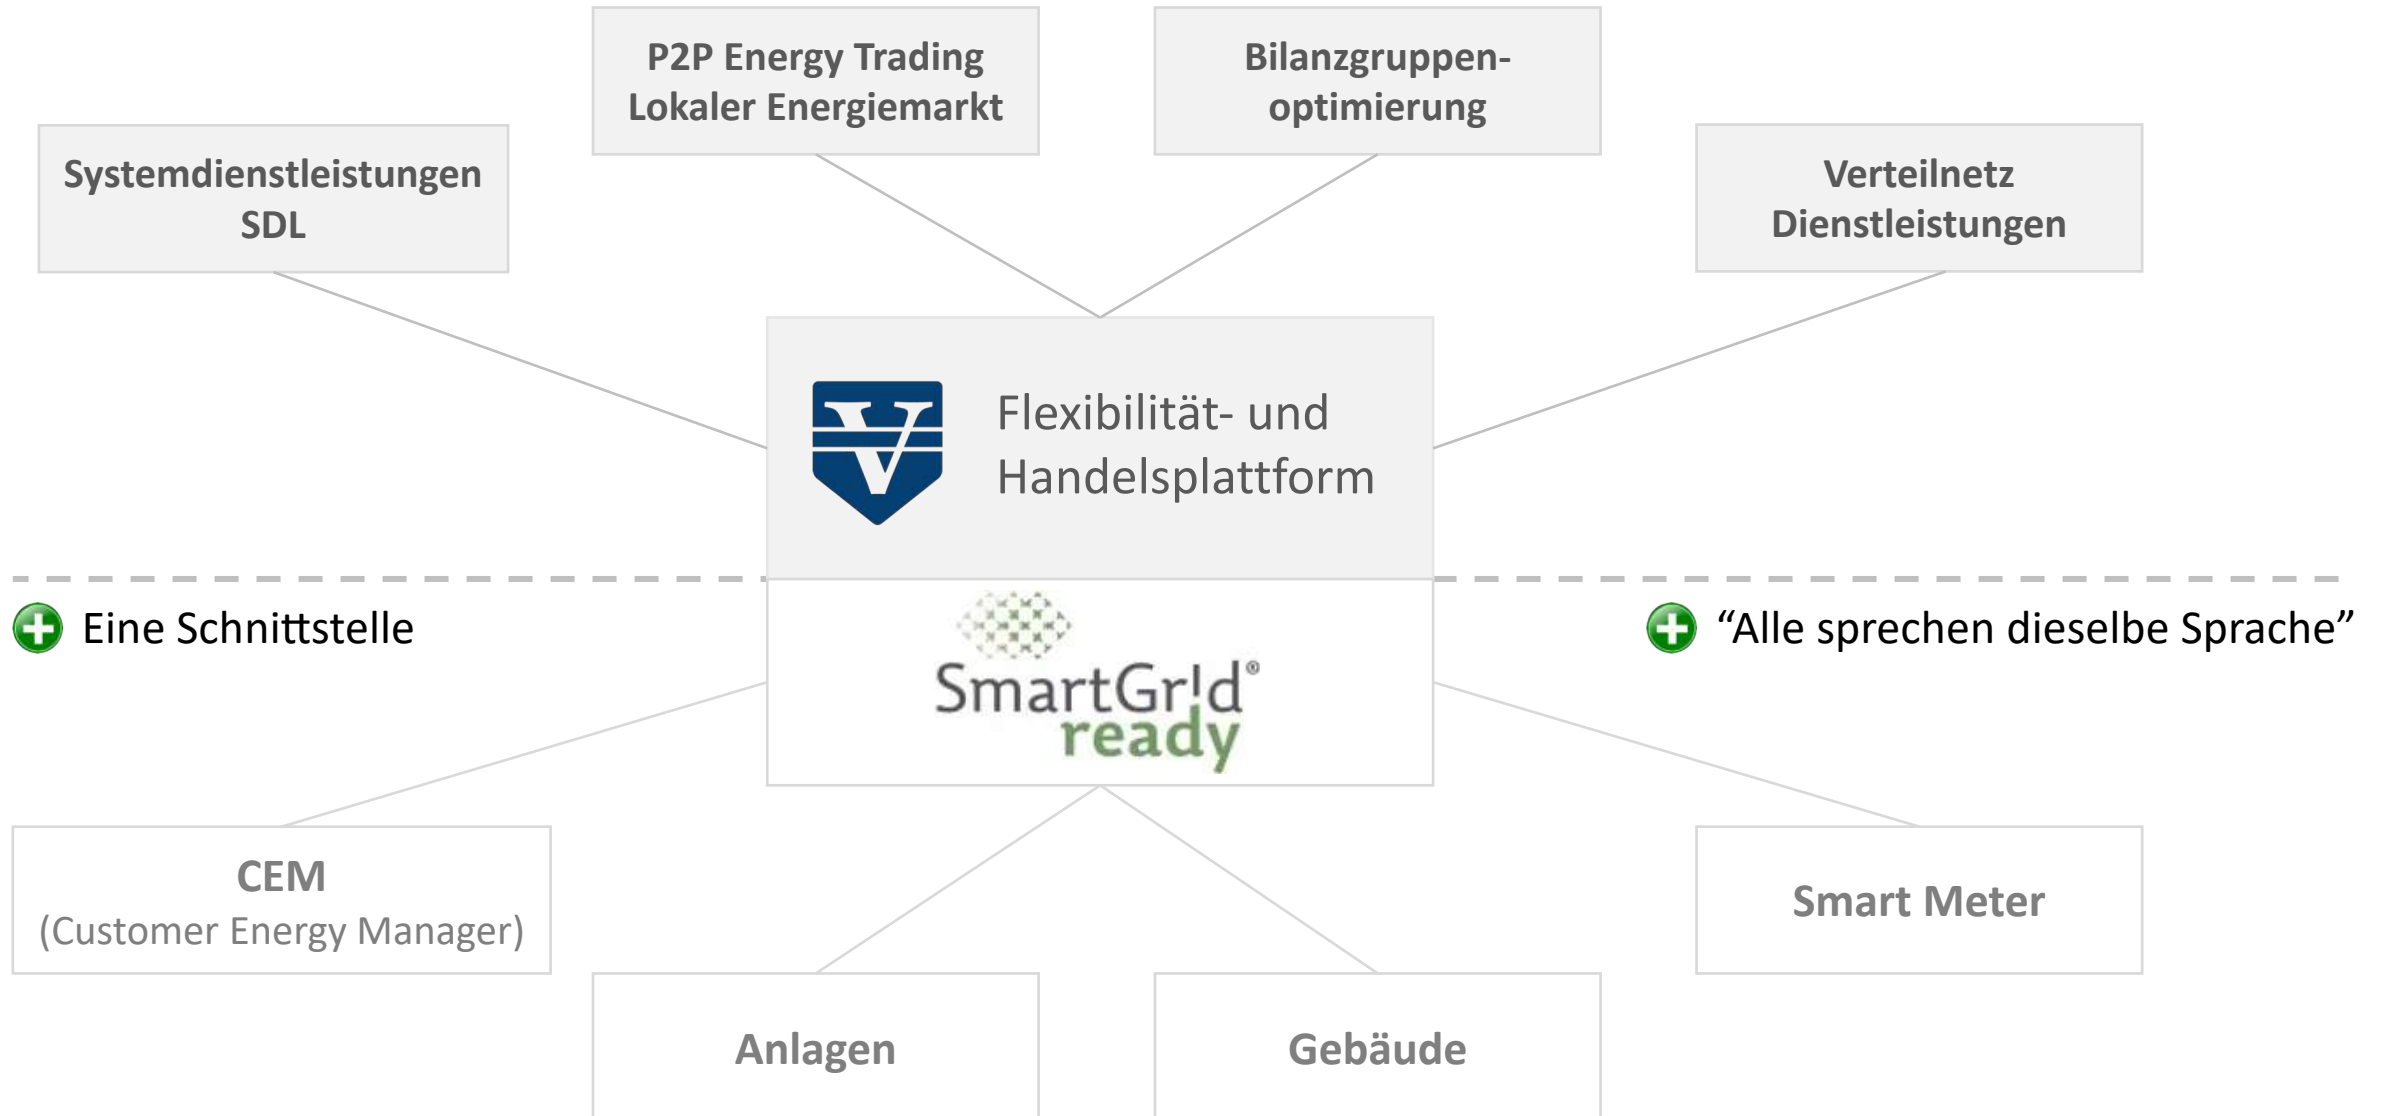 P2P Energy Trading
Lokaler Energiemarkt
Bilanzgruppen-
optimierung
Systemdienstleistungen
SDL
Verteilnetz
Dienstleistungen
V
Flexibilität- und
Handelsplattform
Eine Schnittstelle
“Alle sprechen dieselbe Sprache”
SmartGr!d®
ready
CEM
(Customer Energy Manager)
Smart Meter
Anlagen
Gebäude